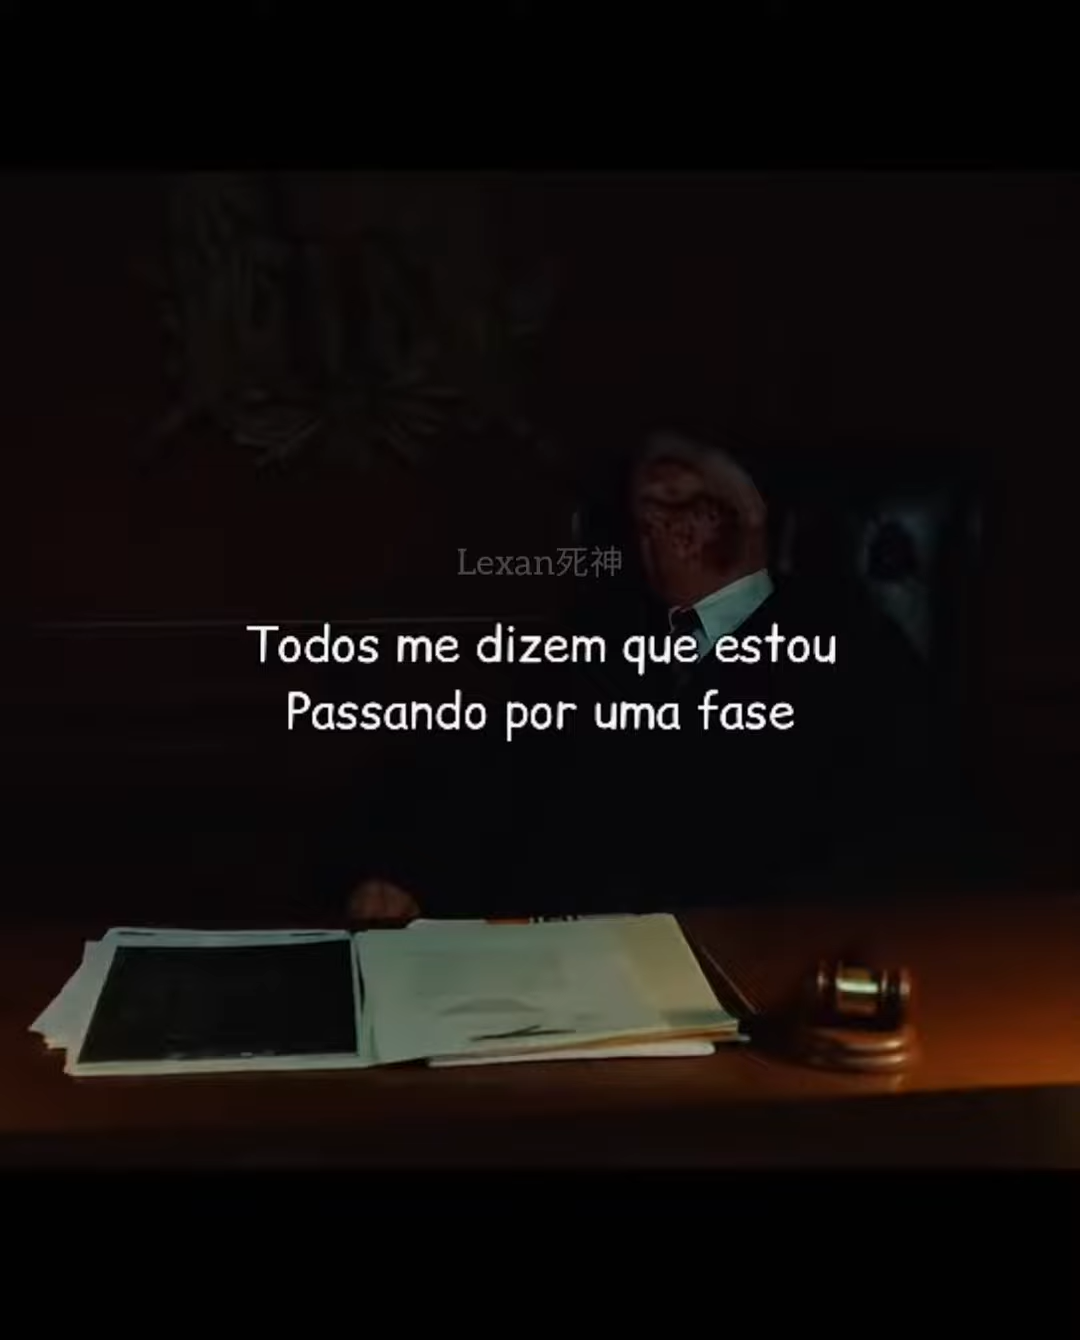 Lexan死神
Todos me dizem que estou
Passando por uma fase